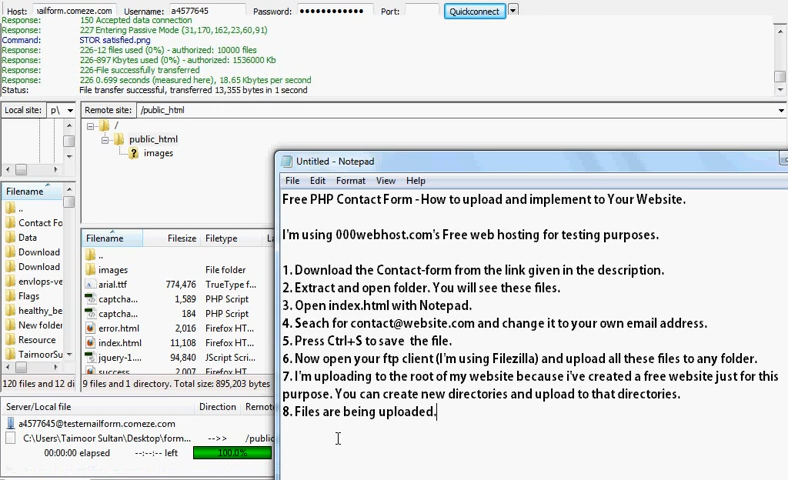 Host: ailform.comeze.com Username: a4577645 Password: ●●●●●●●●●●●● Port: Quickconnect
Response: 150 Accepted data connection
Response: 227 Entering Passive Mode (31,170,162,23,60,91)
Command: STOR satisfied.png
Response: 226-12 files used (0%) - authorized: 10000 files
Response: 226-897 Kbytes used (0%) - authorized: 1536000 Kb
Response: 226-File successfully transferred
Response: 226 0.699 seconds (measured here), 18.65 Kbytes per second
Status: File transfer successful, transferred 13,355 bytes in 1 second
Local site: p\ Remote site: /public_html
/
public_html
images
Filename
..
Contact Fo
Data
Download
Download
envlops-ve
Flags
healthy_be
New folder
Resource
TaimoorSul
120 files and 12 di
Filename Filesize Filetype La
..
images File folder
arial.ttf 774,476 TrueType f
captcha... 1,589 PHP Script
captcha... 184 PHP Script
error.html 2,016 Firefox HT
index.html 11,108 Firefox HT
jquery-1... 94,840 JScript Scri
success 2,007 Firefox HT
9 files and 1 directory. Total size: 895,203 bytes
Server/Local file Direction Remote
a4577645@testemailform.comeze.com
C:\Users\Taimoor Sultan\Desktop\form... -->> /public
00:00:00 elapsed --:--:-- left 100.0%
Untitled - Notepad
File Edit Format View Help
Free PHP Contact Form - How to upload and implement to Your Website.
I'm using 000webhost.com's Free web hosting for testing purposes.
1. Download the Contact-form from the link given in the description.
2. Extract and open folder. You will see these files.
3. Open index.html with Notepad.
4. Seach for contact@website.com and change it to your own email address.
5. Press Ctrl+S to save the file.
6. Now open your ftp client (I'm using Filezilla) and upload all these files to any folder.
7. I'm uploading to the root of my website because i've created a free website just for this
purpose. You can create new directories and upload to that directories.
8. Files are being uploaded.